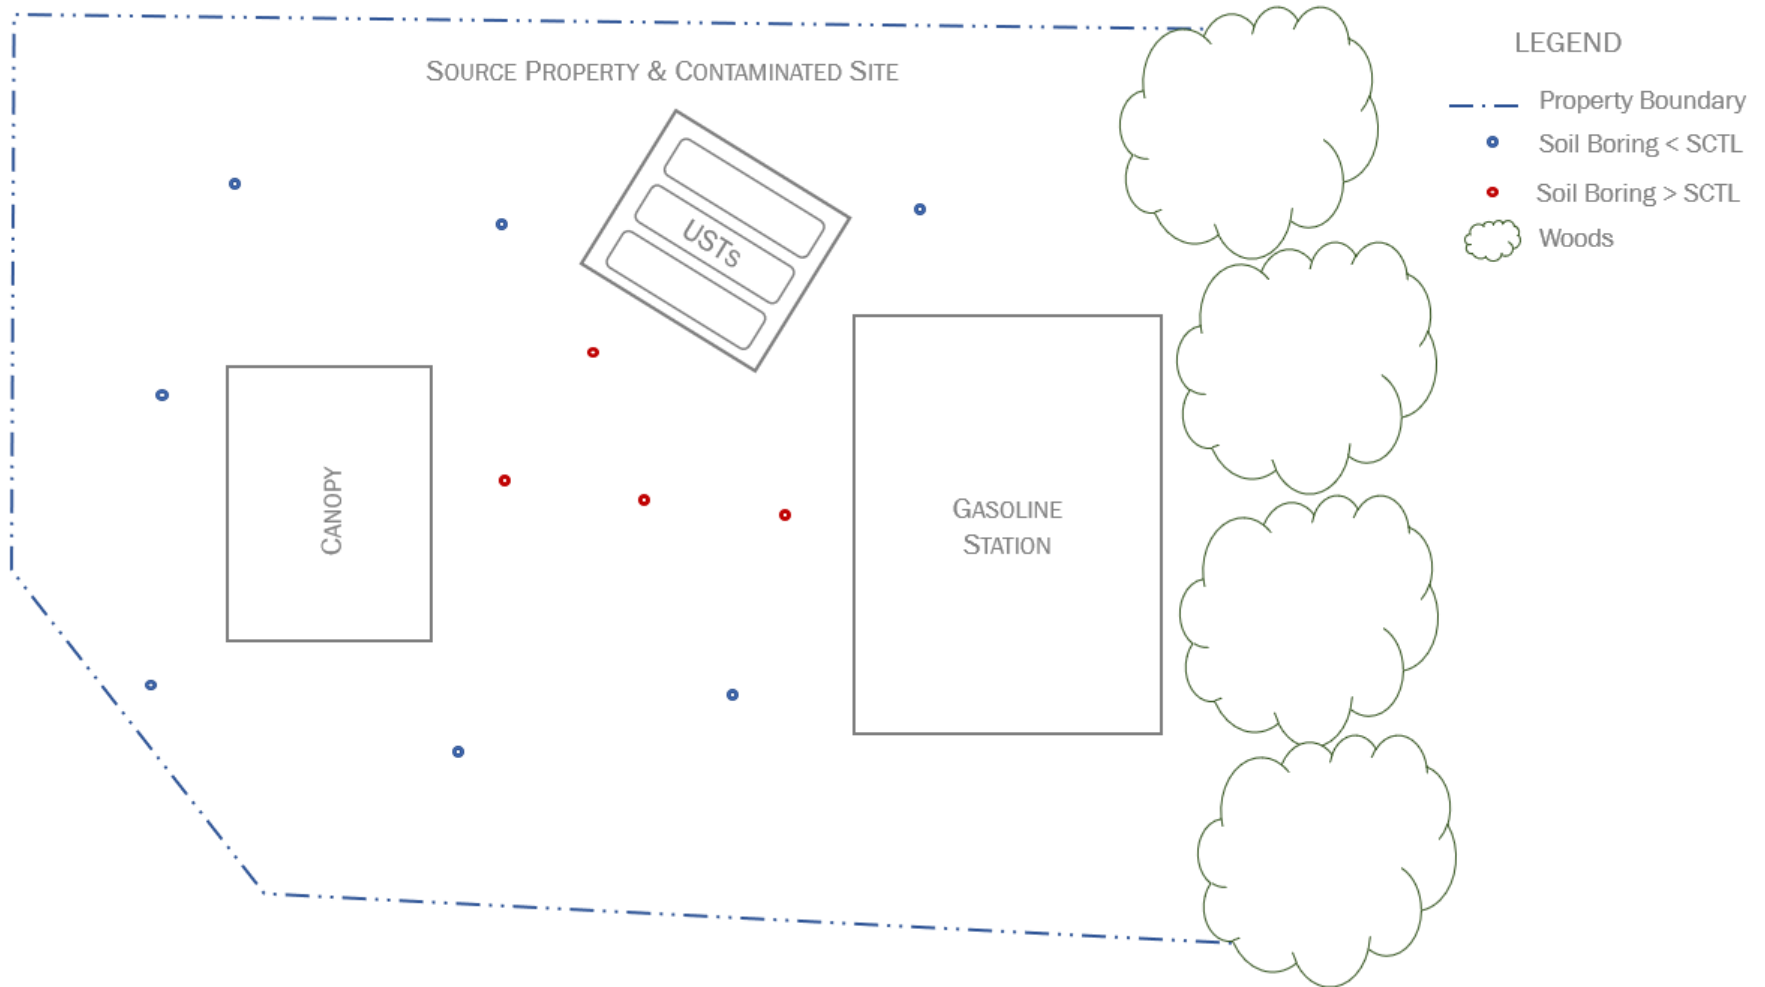 SOURCE PROPERTY & CONTAMINATED SITE
USTs
CANOPY
GASOLINE
STATION
LEGEND
Property Boundary
Soil Boring < SCTL
Soil Boring > SCTL
Woods